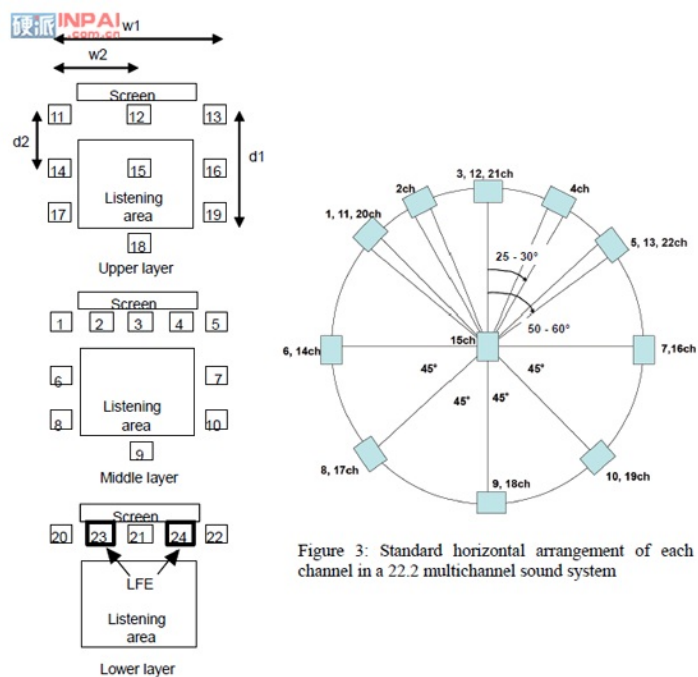 硬派 INPAI
.com.cn
w1
w2
Screen
11 12 13
d2
d1
14 15 16
Listening
area
17 19
18
Upper layer
Screen
1 2 3 4 5
6 7
Listening
area
8 10
9
Middle layer
Screen
20 23 21 24 22
LFE
Listening
area
Lower layer
3, 12, 21ch
2ch
4ch
1, 11, 20ch
5, 13, 22ch
25 - 30°
50 - 60°
15ch
6, 14ch
7,16ch
45°
45°
45°
45°
8, 17ch
10, 19ch
9, 18ch
Figure 3: Standard horizontal arrangement of each
channel in a 22.2 multichannel sound system